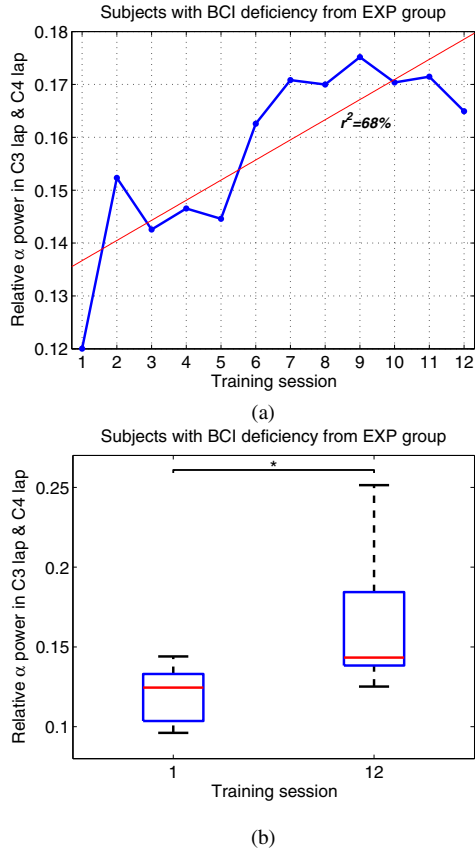 Subjects with BCI deficiency from EXP group
Relative α power in C3 lap & C4 lap
0.18
0.17
0.16
0.15
0.14
0.13
0.12
r²=68%
1 2 3 4 5 6 7 8 9 10 11 12
Training session
(a)
Subjects with BCI deficiency from EXP group
Relative α power in C3 lap & C4 lap
*
0.25
0.2
0.15
0.1
1 12
Training session
(b)